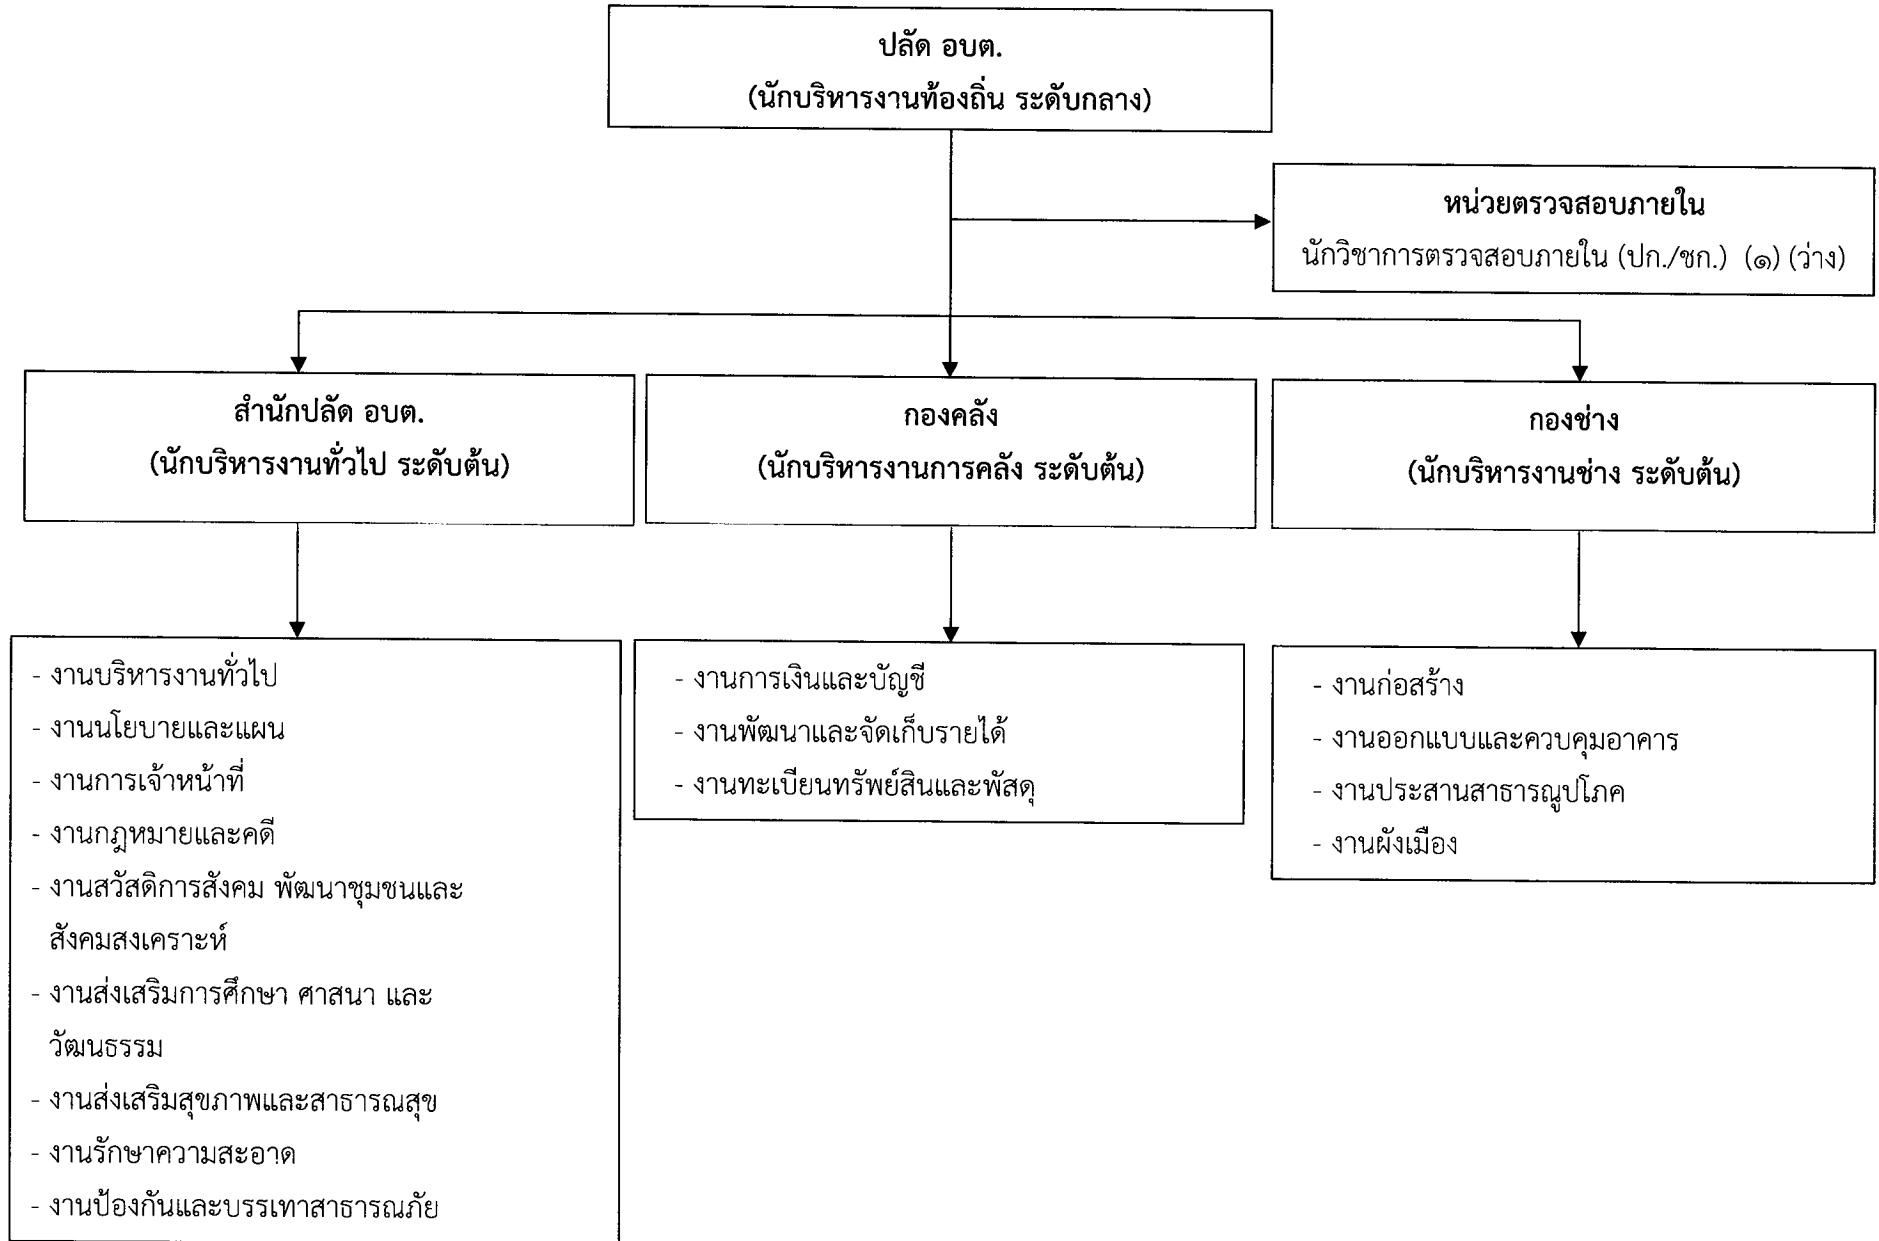 ปลัด อบต.
(นักบริหารงานท้องถิ่น ระดับกลาง)
หน่วยตรวจสอบภายใน
นักวิชาการตรวจสอบภายใน (ปก./ชก.) (๑) (ว่าง)
สำนักปลัด อบต.
(นักบริหารงานทั่วไป ระดับต้น)
กองคลัง
(นักบริหารงานการคลัง ระดับต้น)
กองช่าง
(นักบริหารงานช่าง ระดับต้น)
- งานบริหารงานทั่วไป
- งานนโยบายและแผน
- งานการเจ้าหน้าที่
- งานกฎหมายและคดี
- งานสวัสดิการสังคม พัฒนาชุมชนและ
สังคมสงเคราะห์
- งานส่งเสริมการศึกษา ศาสนา และ
วัฒนธรรม
- งานส่งเสริมสุขภาพและสาธารณสุข
- งานรักษาความสะอาด
- งานป้องกันและบรรเทาสาธารณภัย
- งานการเงินและบัญชี
- งานพัฒนาและจัดเก็บรายได้
- งานทะเบียนทรัพย์สินและพัสดุ
- งานก่อสร้าง
- งานออกแบบและควบคุมอาคาร
- งานประสานสาธารณูปโภค
- งานผังเมือง